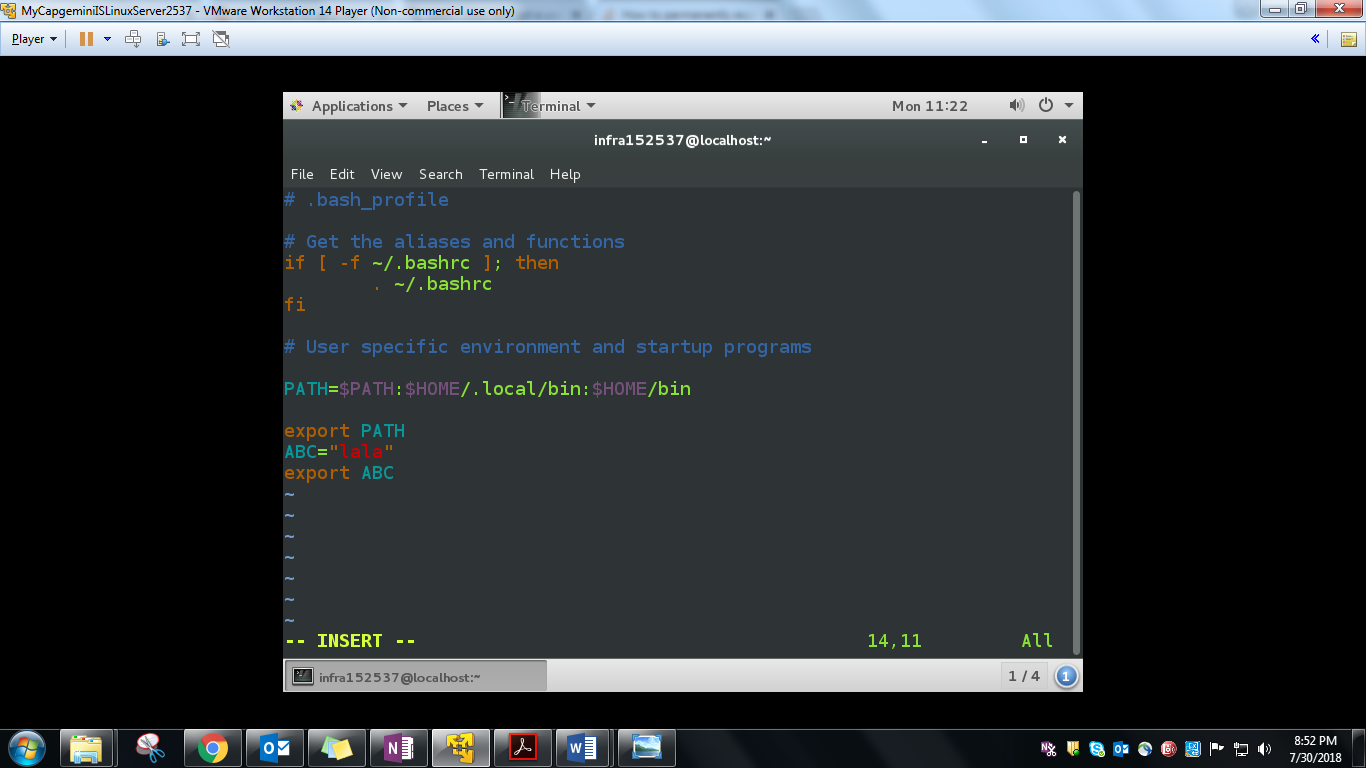 MyCapgeminiISLinuxServer2537 - VMware Workstation 14 Player (Non-commercial use only)
Player
Applications Places Terminal Mon 11:22
infra152537@localhost:~
File Edit View Search Terminal Help
# .bash_profile
# Get the aliases and functions
if [ -f ~/.bashrc ]; then
. ~/.bashrc
fi
# User specific environment and startup programs
PATH=$PATH:$HOME/.local/bin:$HOME/bin
export PATH
ABC="lala"
export ABC
~
~
~
~
~
~
~
-- INSERT -- 14,11 All
infra152537@localhost:~ 1 / 4 1
8:52 PM
7/30/2018